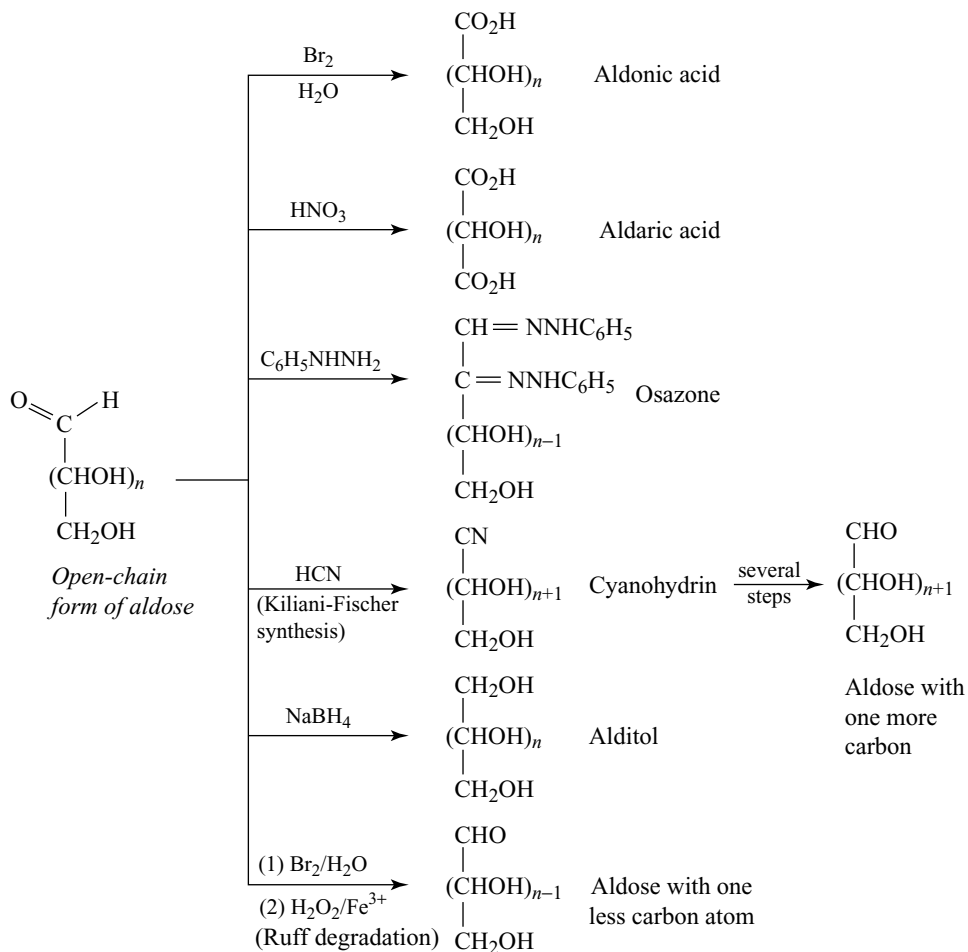 CO₂H
Br₂
(CHOH)ₙ Aldonic acid
H₂O
CH₂OH
CO₂H
HNO₃
(CHOH)ₙ Aldaric acid
CO₂H
CH = NNHC₆H₅
C₆H₅NHNH₂
C = NNHC₆H₅
Osazone
(CHOH)ₙ₋₁
CH₂OH
O H
C
(CHOH)ₙ
CH₂OH
Open-chain
form of aldose
CN
HCN
(CHOH)ₙ₊₁ Cyanohydrin
(Kiliani-Fischer
synthesis)
CH₂OH
several
steps
CHO
(CHOH)ₙ₊₁
CH₂OH
Aldose with
one more
carbon
CH₂OH
NaBH₄
(CHOH)ₙ Alditol
CH₂OH
CHO
(1) Br₂/H₂O
(CHOH)ₙ₋₁ Aldose with one
less carbon atom
(2) H₂O₂/Fe³⁺
(Ruff degradation)
CH₂OH